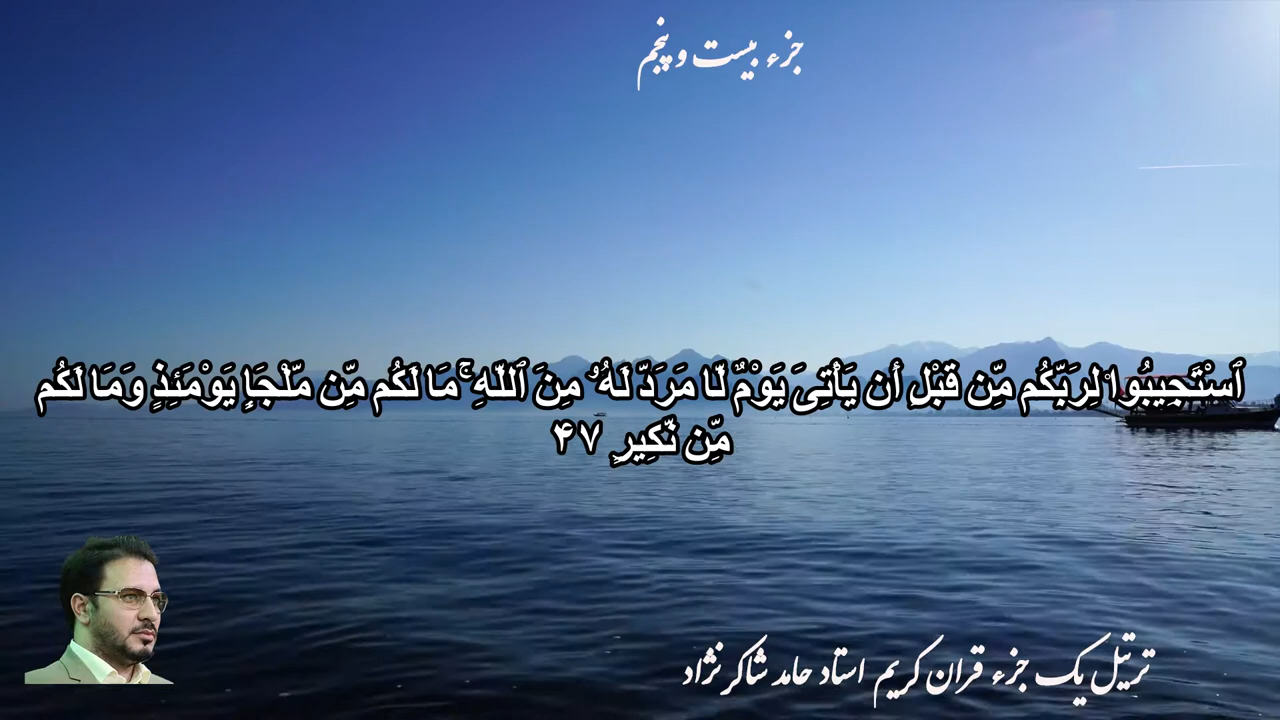 جزء بیست و پنجم
ٱسْتَجِيبُوا۟ لِرَبِّكُم مِّن قَبْلِ أَن يَأْتِىَ يَوْمٌ لَّا مَرَدَّ لَهُۥ مِنَ ٱللَّهِ ۚ مَا لَكُم مِّن مَّلْجَإٍ يَوْمَئِذٍ وَمَا لَكُم
مِّن نَّكِيرٍ ۴۷
ترتیل یک جزء قران کریم استاد حامد شاکرنژاد